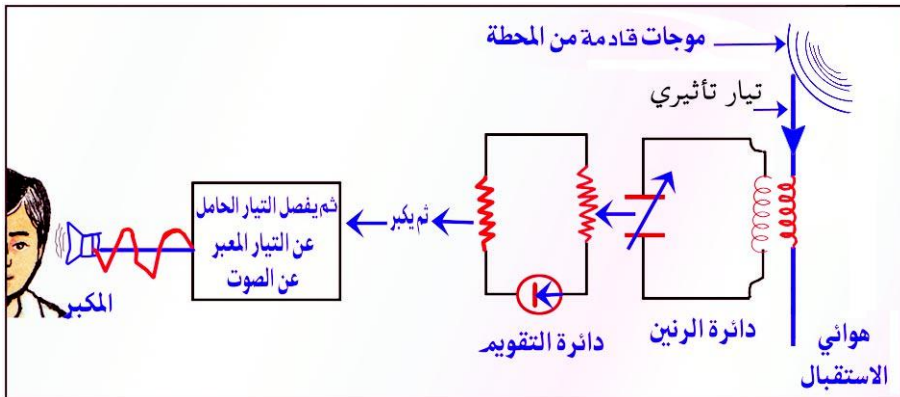 موجات قادمة من المحطة
تيار تأثيري
هوائي
الاستقبال
دائرة الرنين
دائرة التقويم
ثم يكبر
ثم يفصل التيار الحامل
عن التيار المعبر
عن الصوت
المكبر